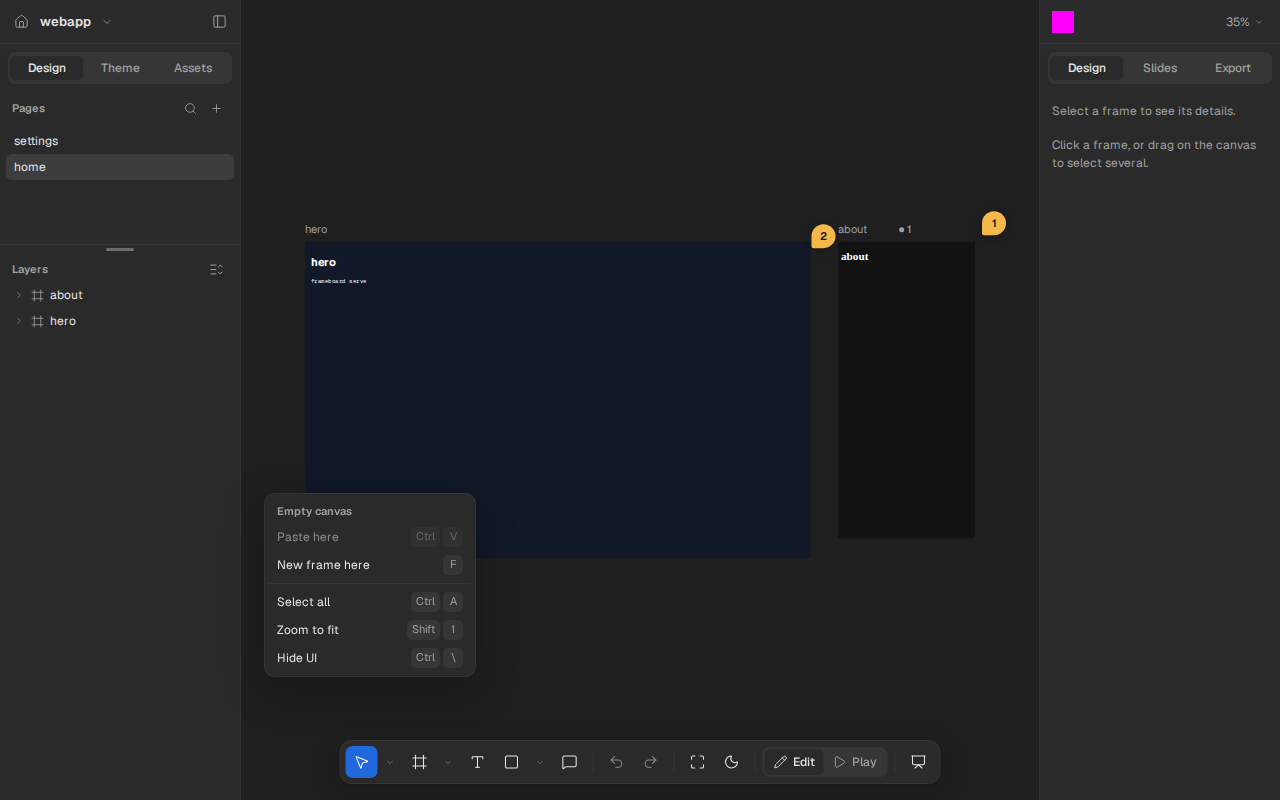 webapp
Design Theme Assets
Pages
settings
home
Layers
about
hero
hero
2
about 1
1
hero
frameboard serve
about
Empty canvas
Paste here Ctrl V
New frame here F
Select all Ctrl A
Zoom to fit Shift 1
Hide UI Ctrl \
Edit Play
35%
Design Slides Export
Select a frame to see its details.
Click a frame, or drag on the canvas
to select several.